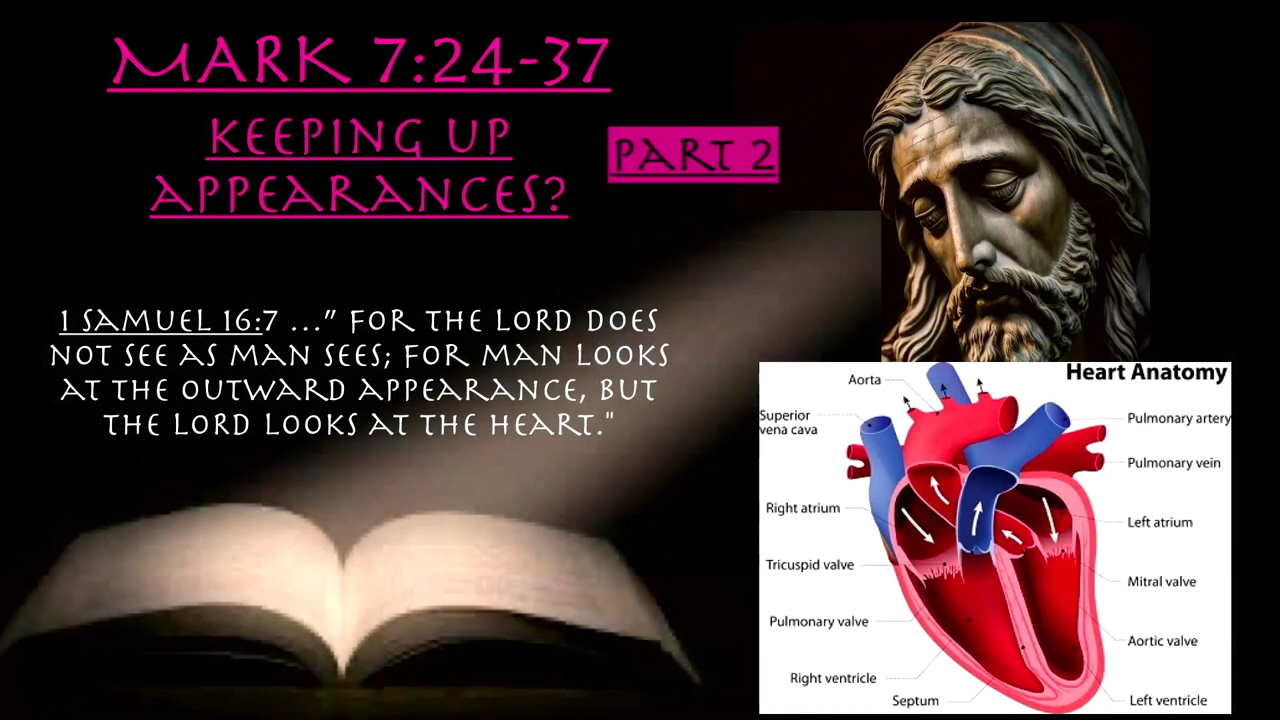 MARK 7:24-37
KEEPING UP
APPEARANCES?
PART 2
1 SAMUEL 16:7 …” FOR THE LORD DOES
NOT SEE AS MAN SEES; FOR MAN LOOKS
AT THE OUTWARD APPEARANCE, BUT
THE LORD LOOKS AT THE HEART."
Heart Anatomy
Aorta
Superior
vena cava
Right atrium
Tricuspid valve
Pulmonary valve
Right ventricle
Septum
Pulmonary artery
Pulmonary vein
Left atrium
Mitral valve
Aortic valve
Left ventricle